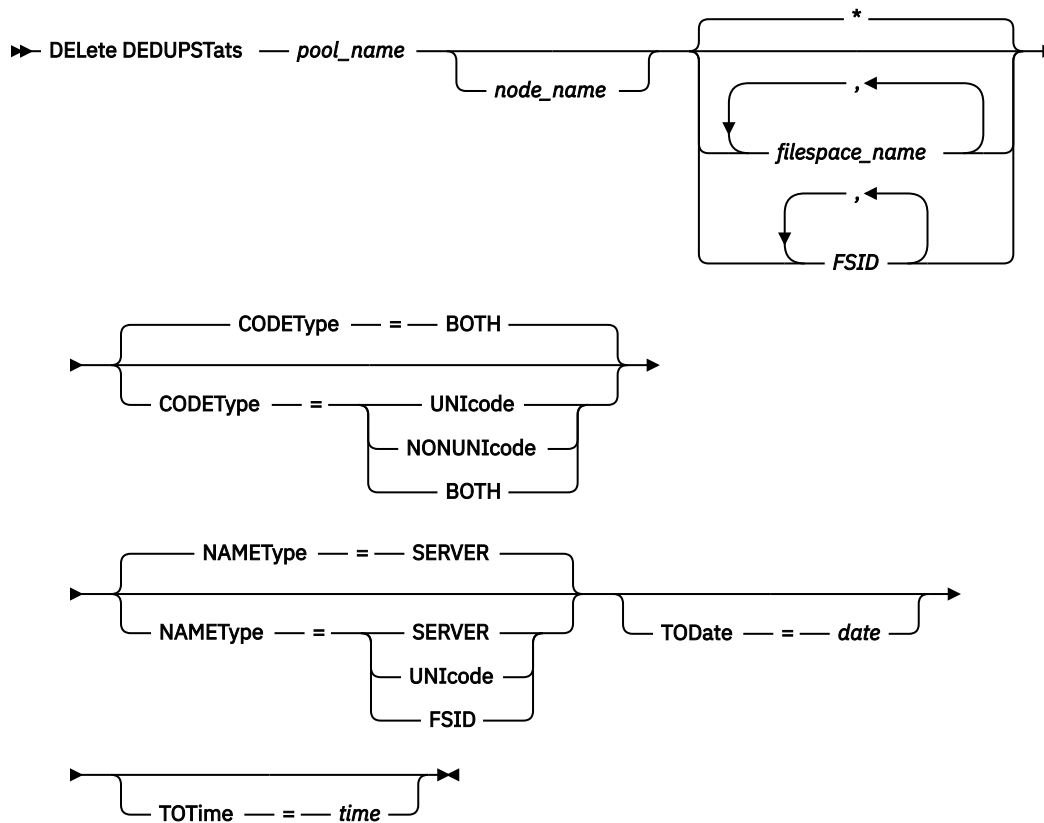 *
DELete DEDUPSTats pool_name
node_name
,
filespace_name
,
FSID
CODEType = BOTH
CODEType = UNIcode
NONUNIcode
BOTH
NAMEType = SERVER
NAMEType = SERVER
UNIcode
FSID
TODate = date
TOTime = time